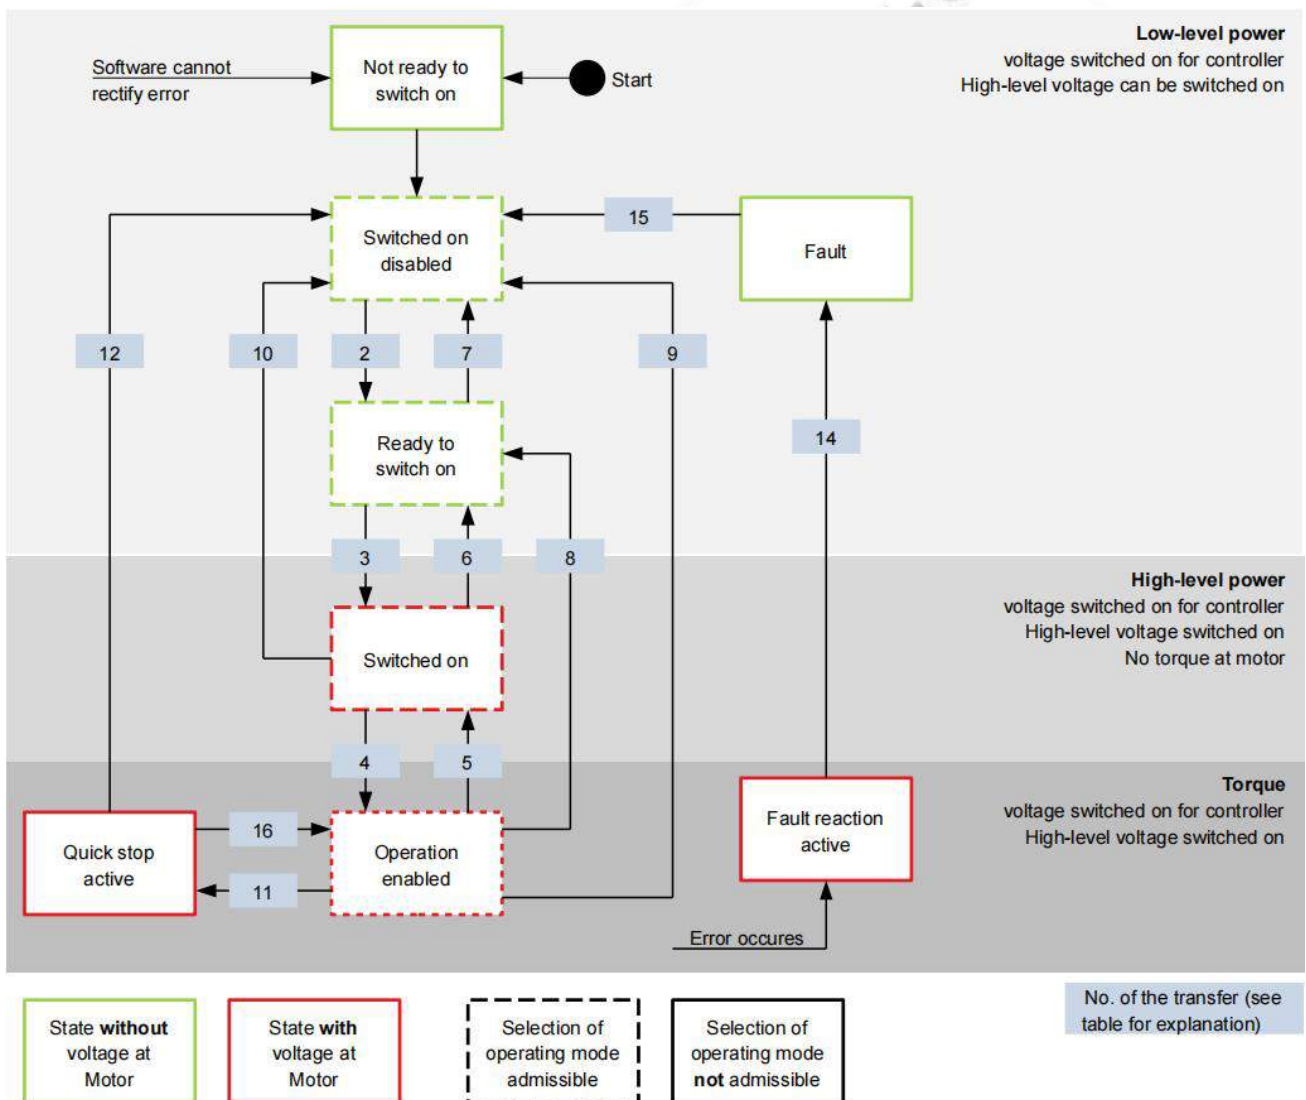 Low-level power
voltage switched on for controller
High-level voltage can be switched on
Software cannot
rectify error
Not ready to
switch on
Start
Switched on
disabled
15
Fault
12
10
2
7
9
Ready to
switch on
14
3
6
8
High-level power
voltage switched on for controller
High-level voltage switched on
No torque at motor
Switched on
4
5
Torque
voltage switched on for controller
High-level voltage switched on
Quick stop
active
16
11
Operation
enabled
Fault reaction
active
Error occures
State without
voltage at
Motor
State with
voltage at
Motor
Selection of
operating mode
admissible
Selection of
operating mode
not admissible
No. of the transfer (see
table for explanation)